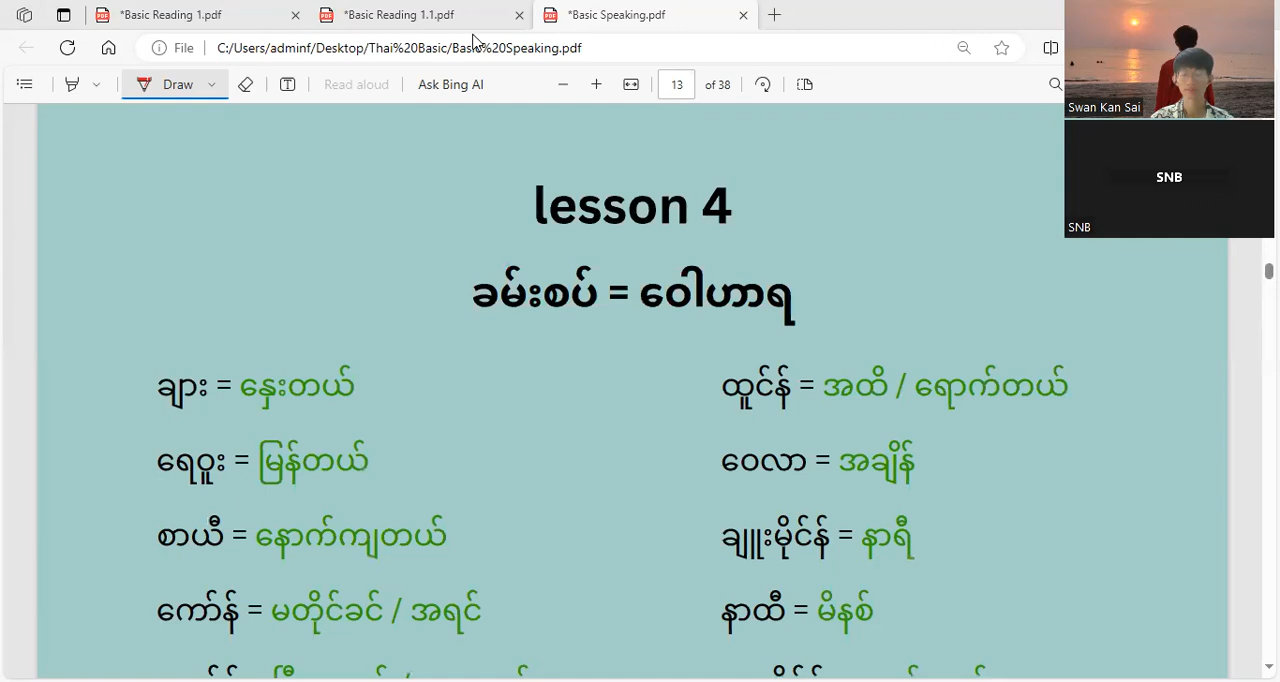 *Basic Reading 1.pdf
*Basic Reading 1.1.pdf
*Basic Speaking.pdf
File
C:/Users/adminf/Desktop/Thai%20Basic/Basic%20Speaking.pdf
Draw
Read aloud
Ask Bing AI
13 of 38
Swan Kan Sai
SNB
SNB
lesson 4
ခမ်းစပ် = ဝေါဟာရ
ချား = နှေးတယ်
ထူင်န် = အထိ / ရောက်တယ်
ရေဝူး = မြန်တယ်
ဝေလာ = အချိန်
စာယီ = နောက်ကျတယ်
ချူးမိုင်န် = နာရီ
ကော်န် = မတိုင်ခင် / အရင်
နာထီ = မိနစ်